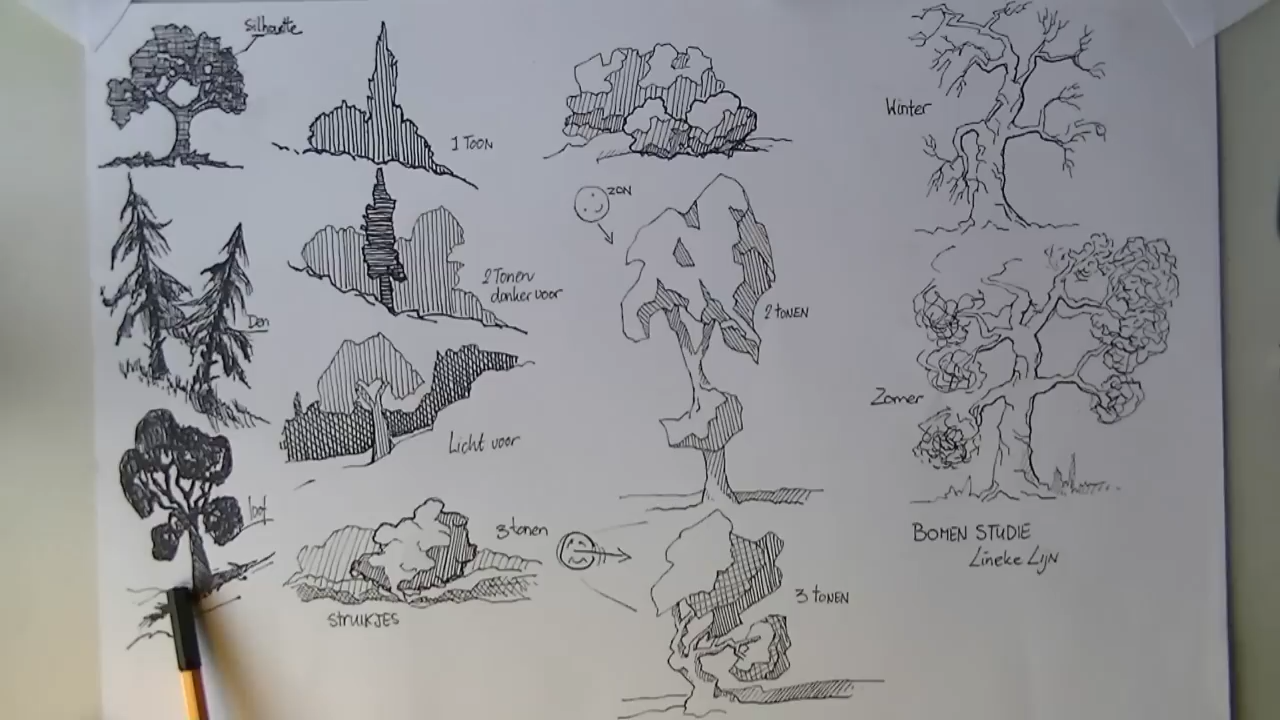 Silhouette
1 TOON
2 Tonen
donker voor
Den
Licht voor
loof
3 tonen
STRUIKJES
ZON
2 TONEN
3 TONEN
Winter
Zomer
BOMEN STUDIE
Lineke Lijn